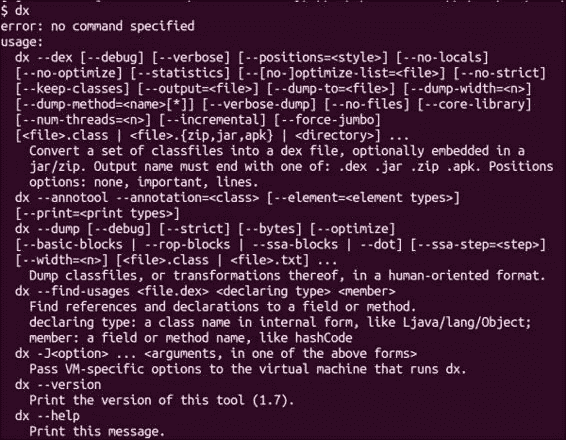 $ dx
error: no command specified
usage:
dx --dex [--debug] [--verbose] [--positions=<style>] [--no-locals]
[--no-optimize] [--statistics] [--[no-]optimize-list=<file>] [--no-strict]
[--keep-classes] [--output=<file>] [--dump-to=<file>] [--dump-width=<n>]
[--dump-method=<name>[*]] [--verbose-dump] [--no-files] [--core-library]
[--num-threads=<n>] [--incremental] [--force-jumbo]
[<file>.class | <file>.{zip,jar,apk} | <directory>] ...
Convert a set of classfiles into a dex file, optionally embedded in a
jar/zip. Output name must end with one of: .dex .jar .zip .apk. Positions
options: none, important, lines.
dx --annotool --annotation=<class> [--element=<element types>]
[--print=<print types>]
dx --dump [--debug] [--strict] [--bytes] [--optimize]
[--basic-blocks | --rop-blocks | --ssa-blocks | --dot] [--ssa-step=<step>]
[--width=<n>] [<file>.class | <file>.txt] ...
Dump classfiles, or transformations thereof, in a human-oriented format.
dx --find-usages <file.dex> <declaring type> <member>
Find references and declarations to a field or method.
declaring type: a class name in internal form, like Ljava/lang/Object;
member: a field or method name, like hashCode
dx -J<option> ... <arguments, in one of the above forms>
Pass VM-specific options to the virtual machine that runs dx.
dx --version
Print the version of this tool (1.7).
dx --help
Print this message.